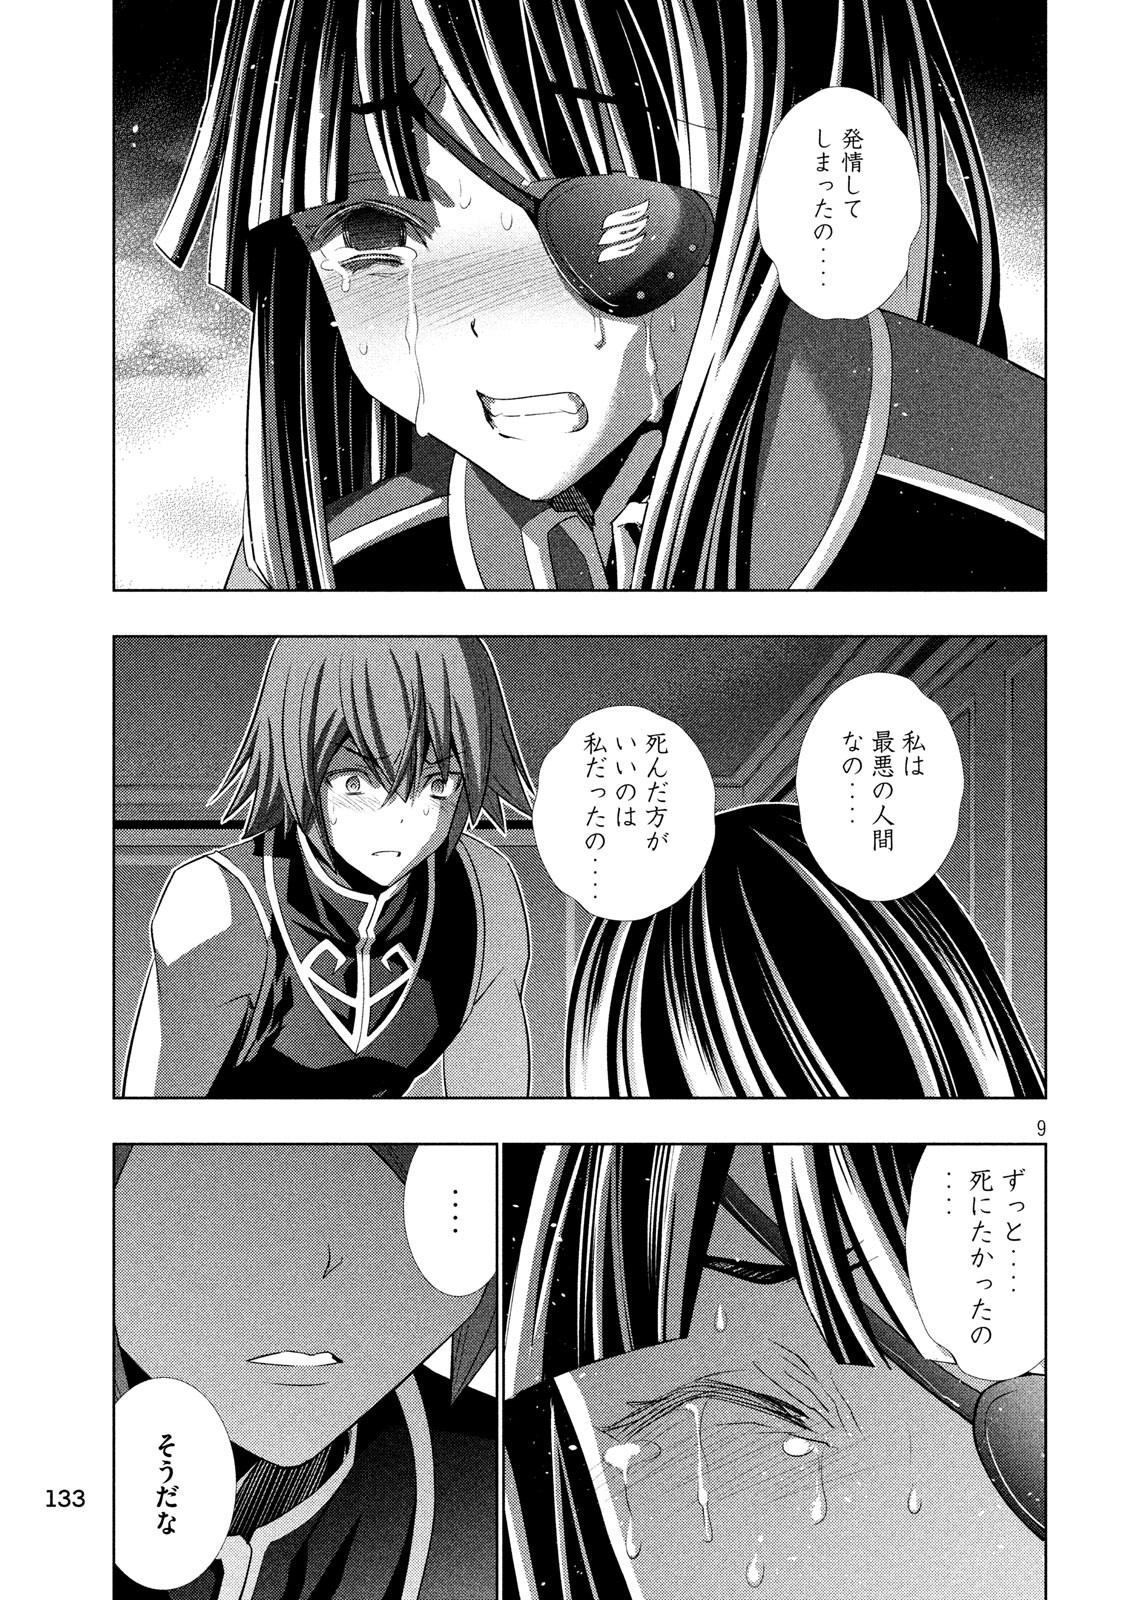 発情して
しまったの‥‥
私は
最悪の人間
なの‥‥
死んだ方が
いいのは
私だったの‥‥
9
ずっと‥‥
死にたかったの
‥‥
‥‥
そうだな
133